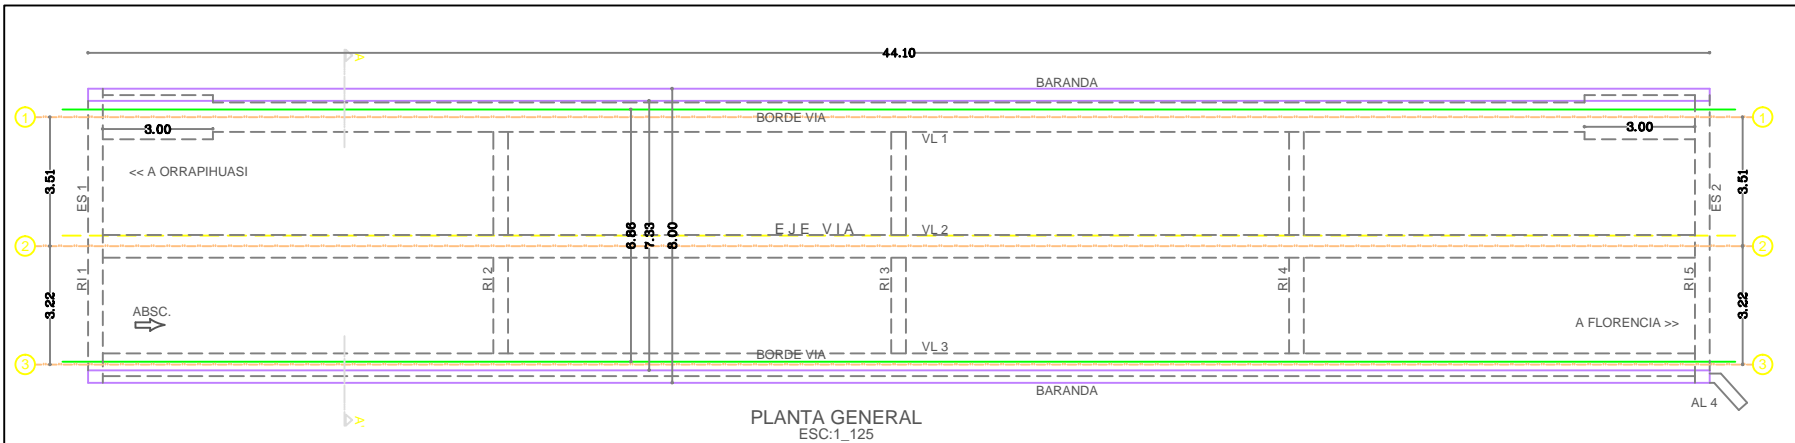 44.10
A'
BARANDA
1
BORDE VIA
1
3.00
3.00
VL 1
<< A ORRAPIHUASI
3.51
3.51
ES 1
ES 2
EJE VIA
VL 2
6.86
7.33
8.00
2
2
RI 1
RI 2
RI 3
RI 4
RI 5
3.22
3.22
ABSC.
A FLORENCIA >>
VL 3
BORDE VIA
3
3
BARANDA
AL 4
A'
PLANTA GENERAL
ESC:1_125